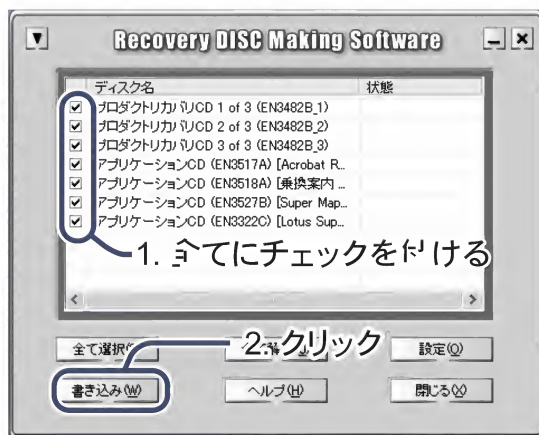 Recovery DISC Making Software
ディスク名 状態
プロダクトリカバリCD 1 of 3 (EN3482B_1)
プロダクトリカバリCD 2 of 3 (EN3482B_2)
プロダクトリカバリCD 3 of 3 (EN3482B_3)
アプリケーションCD (EN3517A) [Acrobat R...
アプリケーションCD (EN3518A) [乗換案内 ...
アプリケーションCD (EN3527B) [Super Map...
アプリケーションCD (EN3322C) [Lotus Sup...
1. 全てにチェックを付ける
全て選択 2. クリック 設定(O)
書き込み(W) ヘルプ(H) 閉じる(X)